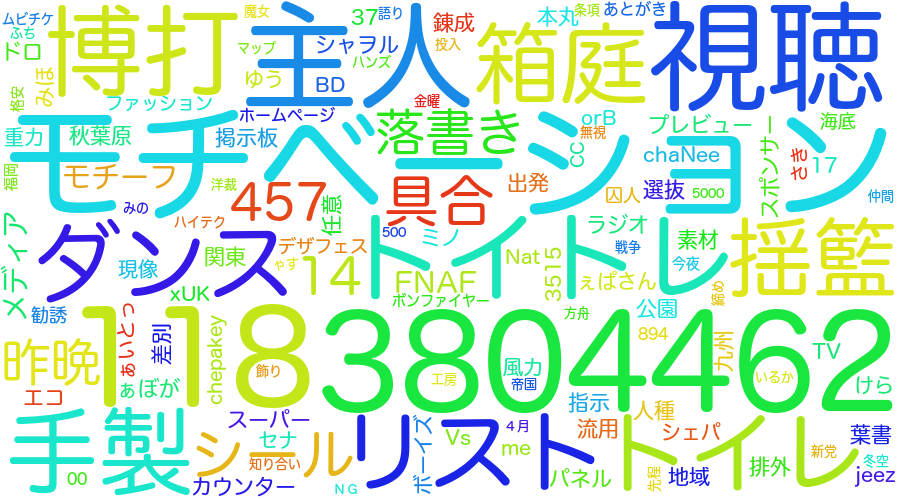 ムビチケ
ふぢ
下ロ
博打
魔女
マップ
ゆう
主人
語り
37
シャヲル
ハンズ
BD
錬成
投入
本丸
条項
あとがき
箱庭
視聴
格安
みほ
ファッション
ホームページ
金曜
落書き
orB
無視
プレビュー
海底
重力
秋葉原
掲示板
モチベーション
CC
chaNee
スポンサー
さき
17
福岡
モチーフ
洋裁
457
任意
具合
出発
囚人
選抜
5000
仲間
みの
ハイテク
500
ミノ
ラジオ
戦争
素材
今夜
揺籃
メディア
ダンス
現像
関東
デザフェス
やす
14
トイトレ
FNAF
Nat
3515
ぇぱさん
締め
xUK
ボンファイヤー
方舟
公園
勧誘
118
3804462
894
九州
TV
昨晩
ぁいとっ
差別
chepakey
飾り
工房
風力
帝国
いるか
けら
エコ
ぁぼが
指示
人種
手製
スーパー
セナ
シール
知り合い
リスト
ボーイズ
4月
Vs
me
流用
シェパ
トイレ
新党
葉書
冬空
00
カウンター
NG
パネル
先程
地域
排外
jeez